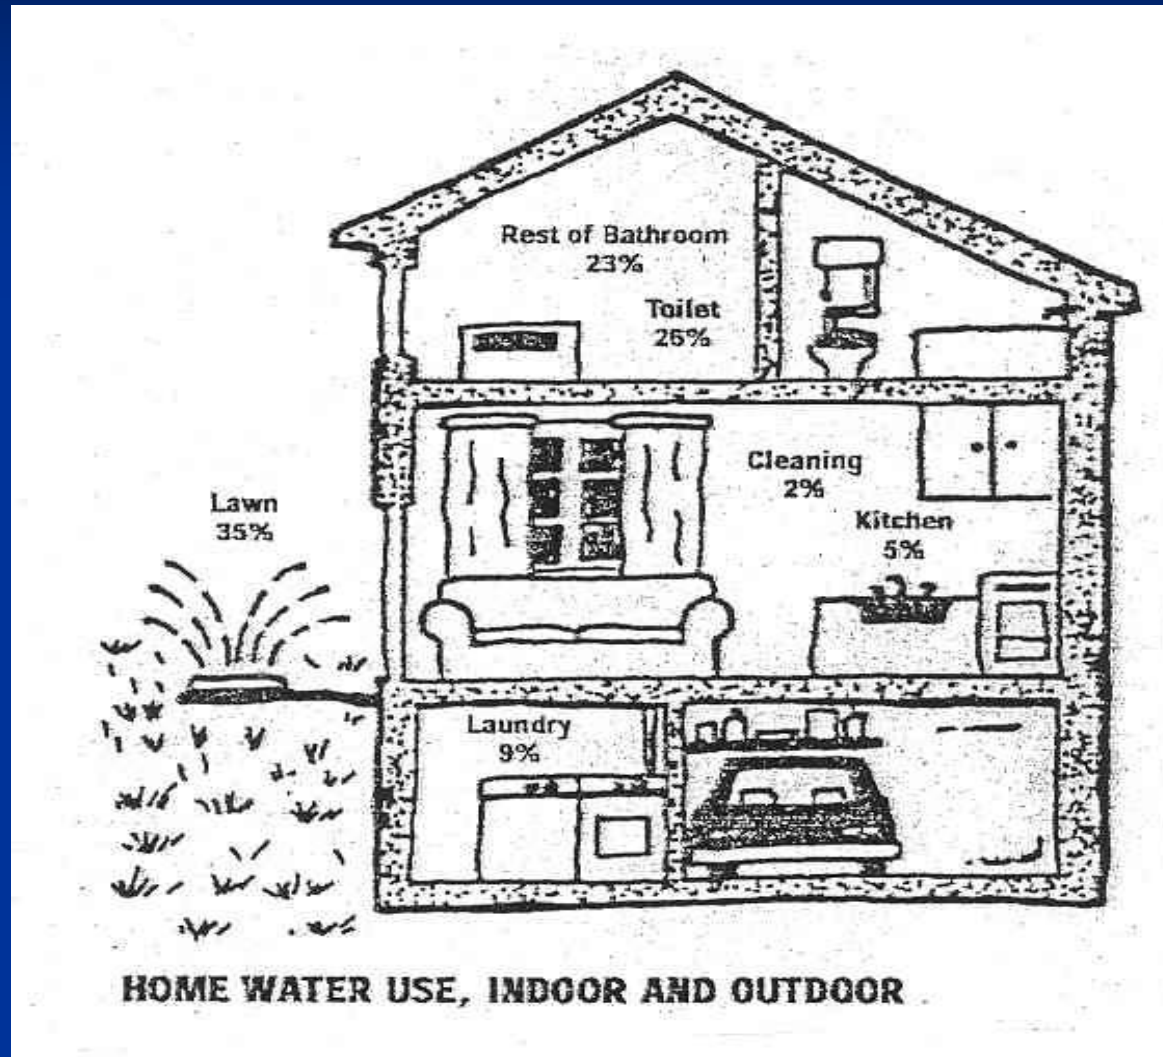 Rest of Bathroom
23%
Toilet
26%
Cleaning
2%
Kitchen
5%
Lawn
35%
Laundry
9%
HOME WATER USE, INDOOR AND OUTDOOR